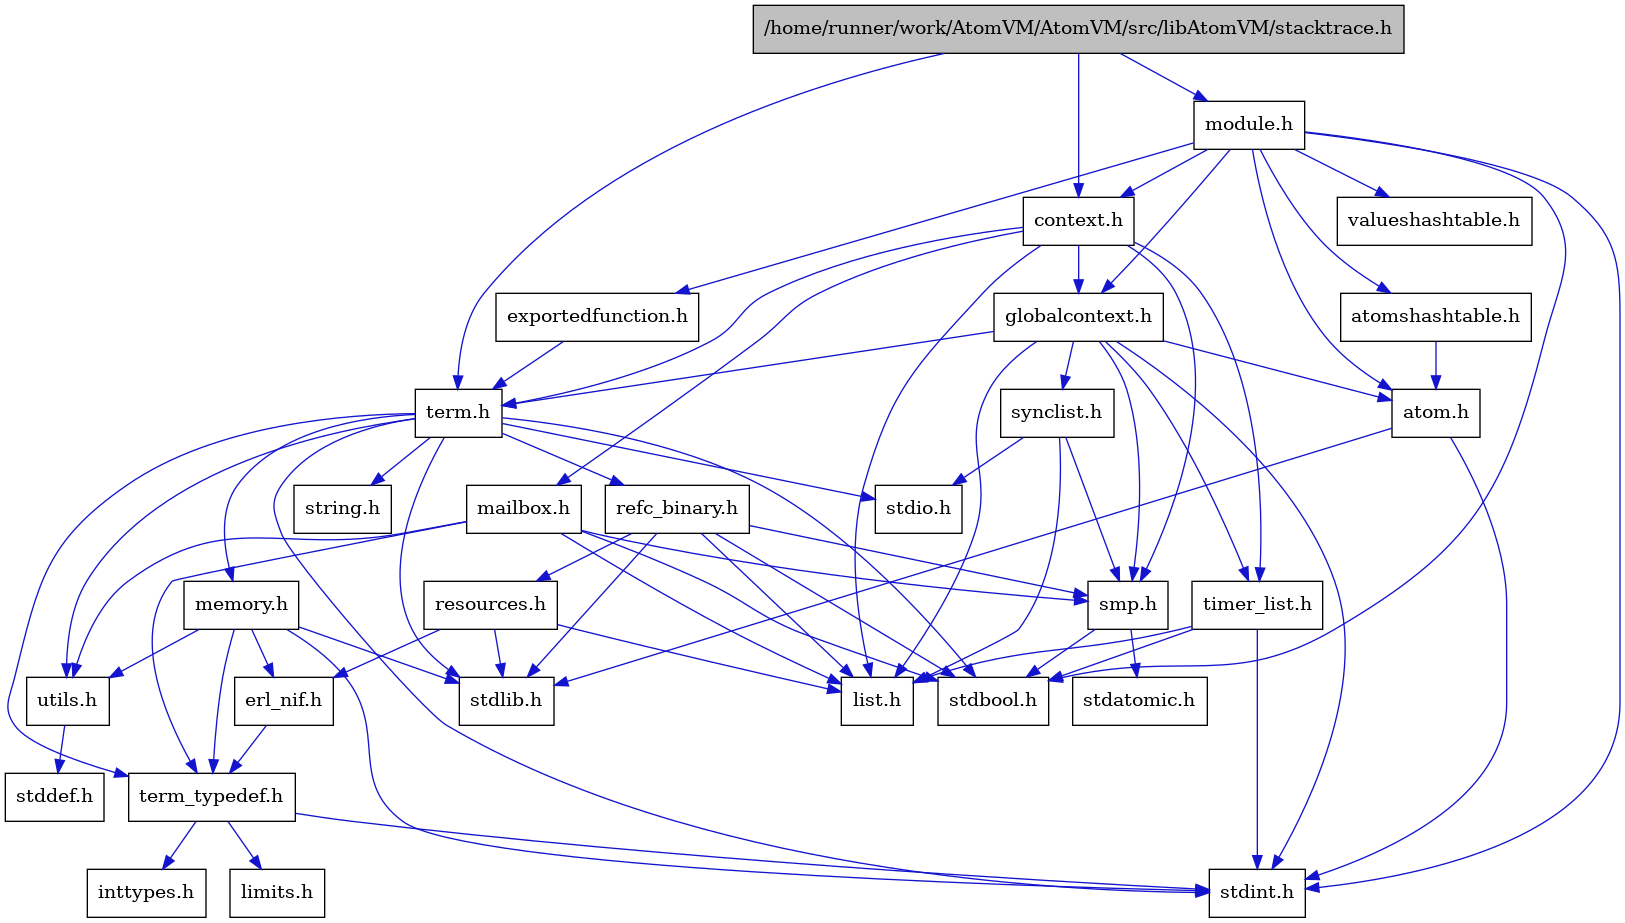 /home/runner/work/AtomVM/AtomVM/src/libAtomVM/stacktrace.h
module.h
context.h
valueshashtable.h
exportedfunction.h
globalcontext.h
atomshashtable.h
term.h
synclist.h
atom.h
string.h
mailbox.h
refc_binary.h
stdio.h
memory.h
resources.h
smp.h
timer_list.h
utils.h
erl_nif.h
stdlib.h
list.h
stdbool.h
stdatomic.h
stddef.h
term_typedef.h
inttypes.h
limits.h
stdint.h